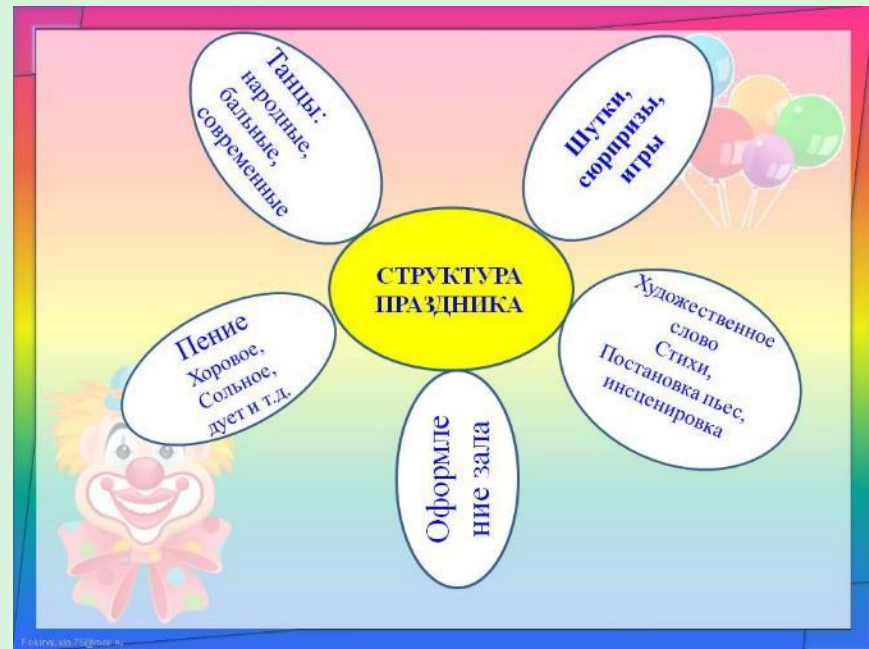 Танцы:
народные,
бальные,
современные
Шутки,
сюрпризы,
игры
СТРУКТУРА
ПРАЗДНИКА
Пение
Хоровое,
Сольное,
дует и т.д.
Художественное
слово
Стихи,
Постановка пьес,
инсценировка
Оформле
ние зала